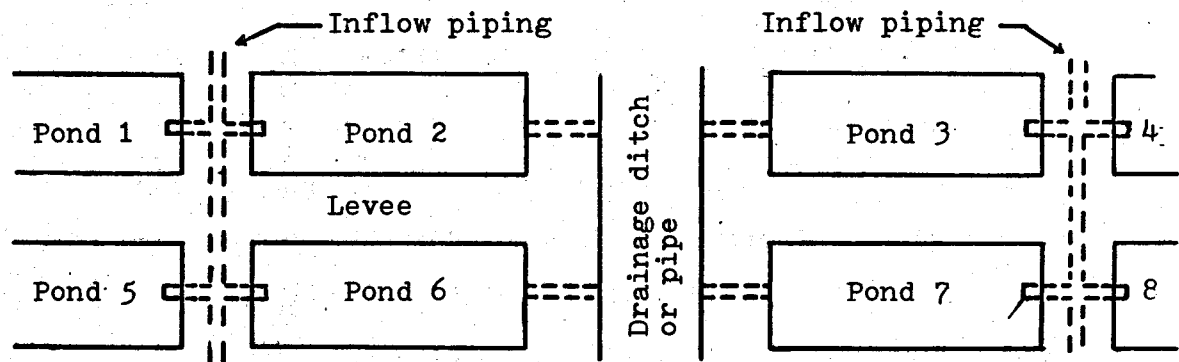 Inflow piping
Inflow piping
Pond 1
Pond 2
Pond 3
4
Levee
Drainage ditch
or pipe
Pond 5
Pond 6
Pond 7
8